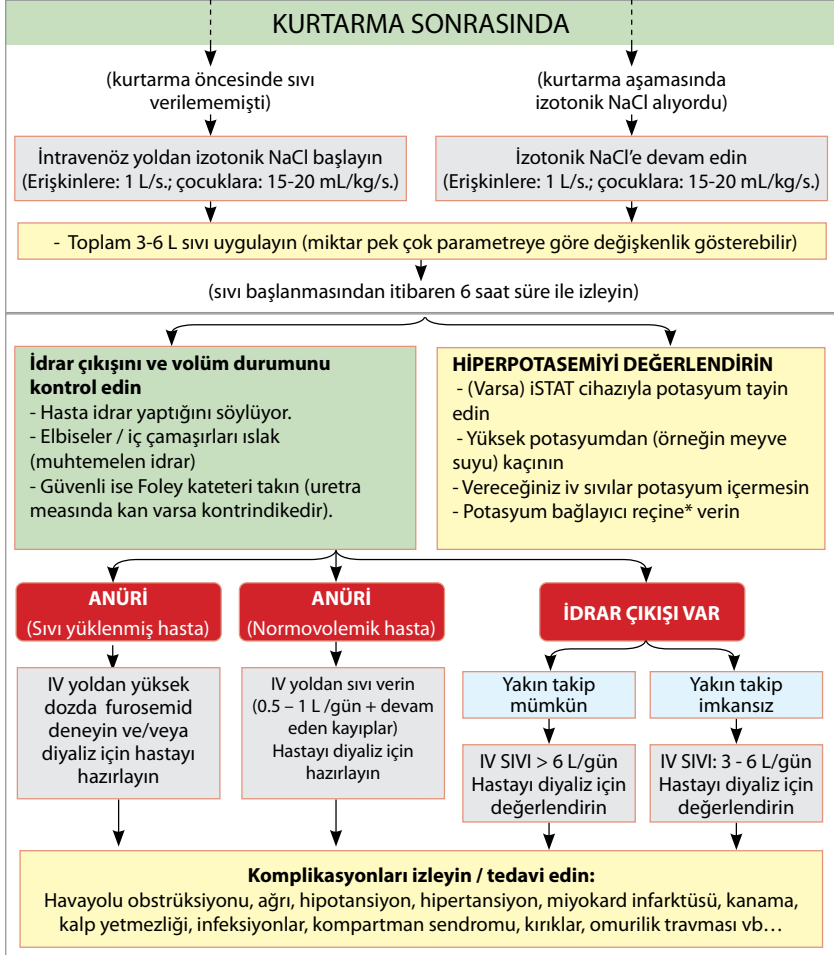 KURTARMA SONRASINDA
(kurtarma öncesinde sıvı
verilememişti)
(kurtarma aşamasında
izotonik NaCl alıyordu)
İntravenöz yoldan izotonik NaCl başlayın
(Erişkinlere: 1 L/s.; çocuklara: 15-20 mL/kg/s.)
İzotonik NaCl'e devam edin
(Erişkinlere: 1 L/s.; çocuklara: 15-20 mL/kg/s.)
- Toplam 3-6 L sıvı uygulayın (miktar pek çok parametreye göre değişkenlik gösterebilir)
(sıvı başlanmasından itibaren 6 saat süre ile izleyin)
İdrar çıkışını ve volüm durumunu
kontrol edin
- Hasta idrar yaptığını söylüyor.
- Elbiseler / iç çamaşırları ıslak
(muhtemelen idrar)
- Güvenli ise Foley kateteri takın (uretra
measında kan varsa kontrindikedir).
HİPERPOTASEMİYİ DEĞERLENDİRİN
- (Varsa) iSTAT cihazıyla potasyum tayin
edin
- Yüksek potasyumdan (örneğin meyve
suyu) kaçının
- Vereceğiniz iv sıvılar potasyum içermesin
- Potasyum bağlayıcı reçine* verin
ANÜRİ
(Sıvı yüklenmiş hasta)
ANÜRİ
(Normovolemik hasta)
İDRAR ÇIKIŞI VAR
IV yoldan yüksek
dozda furosemid
deneyin ve/veya
diyaliz için hastayı
hazırlayın
IV yoldan sıvı verin
(0.5 – 1 L /gün + devam
eden kayıplar)
Hastayı diyaliz için
hazırlayın
Yakın takip
mümkün
Yakın takip
imkansız
IV SIVI > 6 L/gün
Hastayı diyaliz için
değerlendirin
IV SIVI: 3 - 6 L/gün
Hastayı diyaliz için
değerlendirin
Komplikasyonları izleyin / tedavi edin:
Havayolu obstrüksiyonu, ağrı, hipotansiyon, hipertansiyon, miyokard infarktüsü, kanama,
kalp yetmezliği, infeksiyonlar, kompartman sendromu, kırıklar, omurilik travması vb…